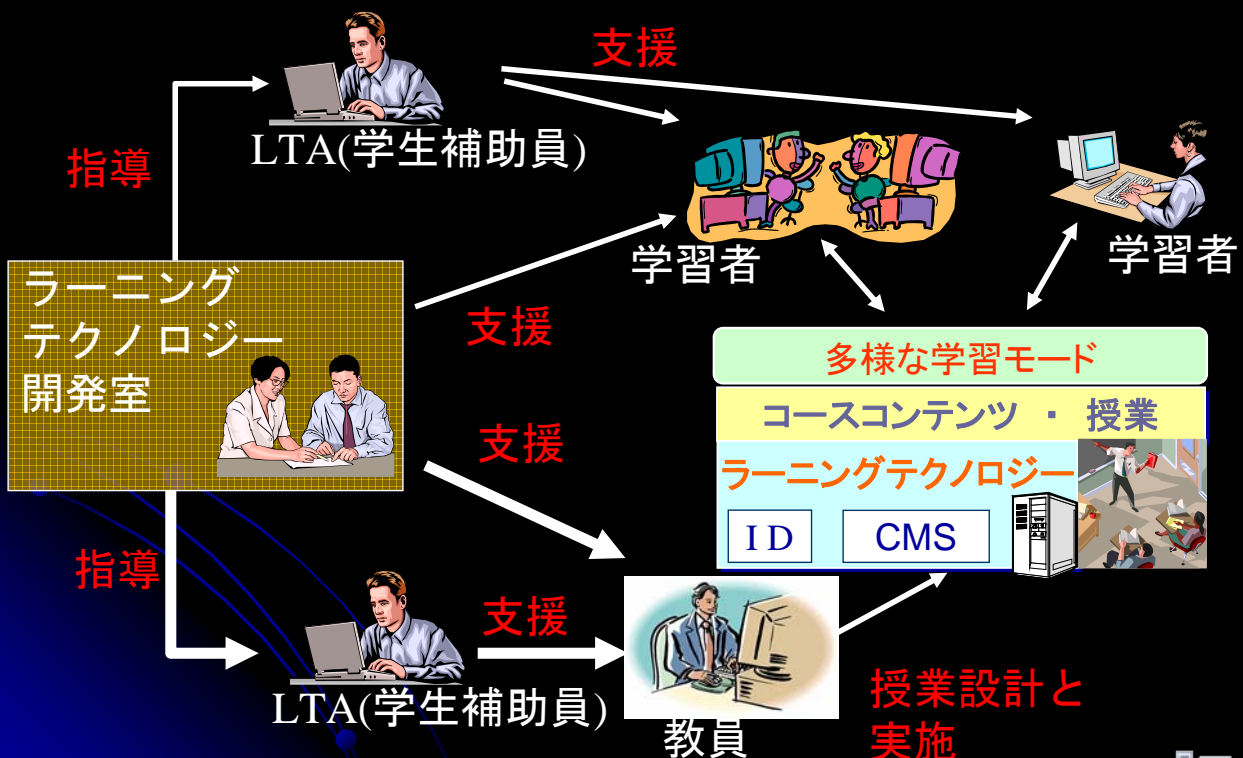 支援
LTA(学生補助員)
指導
学習者
学習者
ラーニング
テクノロジー
開発室
支援
多様な学習モード
コースコンテンツ ・ 授業
支援
ラーニングテクノロジー
I D
CMS
指導
支援
LTA(学生補助員)
教員
授業設計と
実施